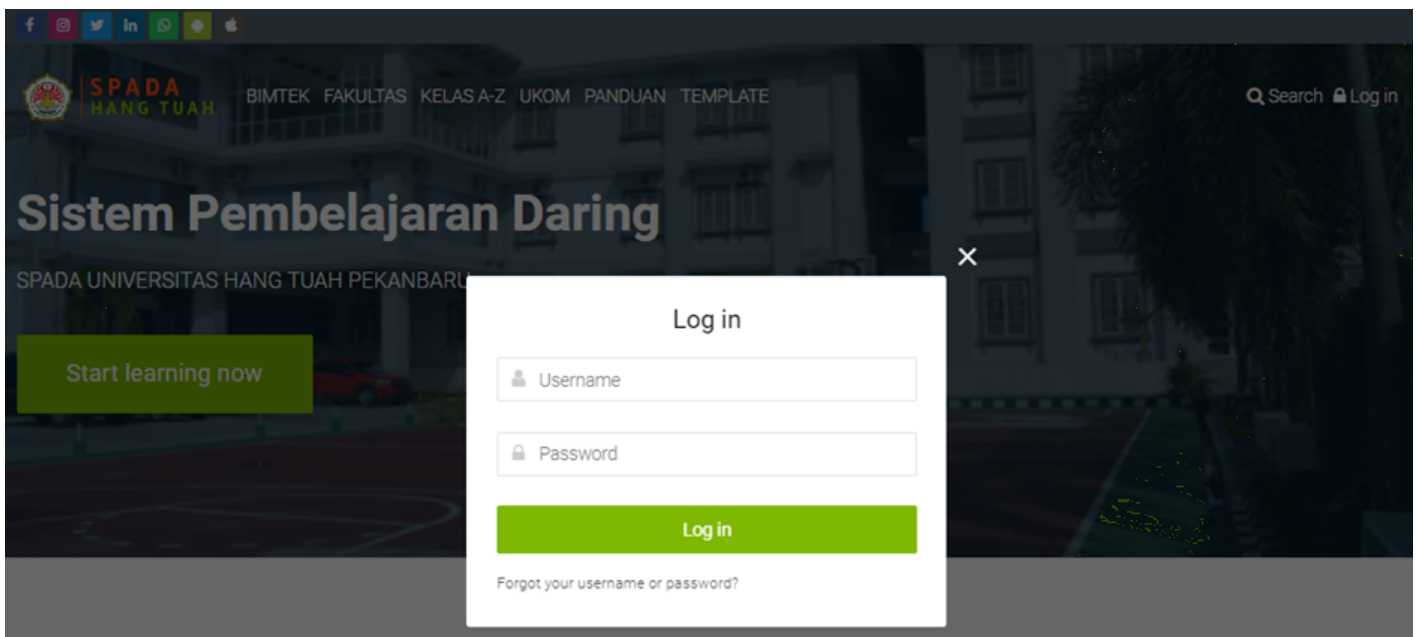 SPADA
HANG TUAH
BIMTEK FAKULTAS KELAS A-Z UKOM PANDUAN TEMPLATE
Search Log in
Sistem Pembelajaran Daring
SPADA UNIVERSITAS HANG TUAH PEKANBARU
Start learning now
Log in
Username
Password
Log in
Forgot your username or password?